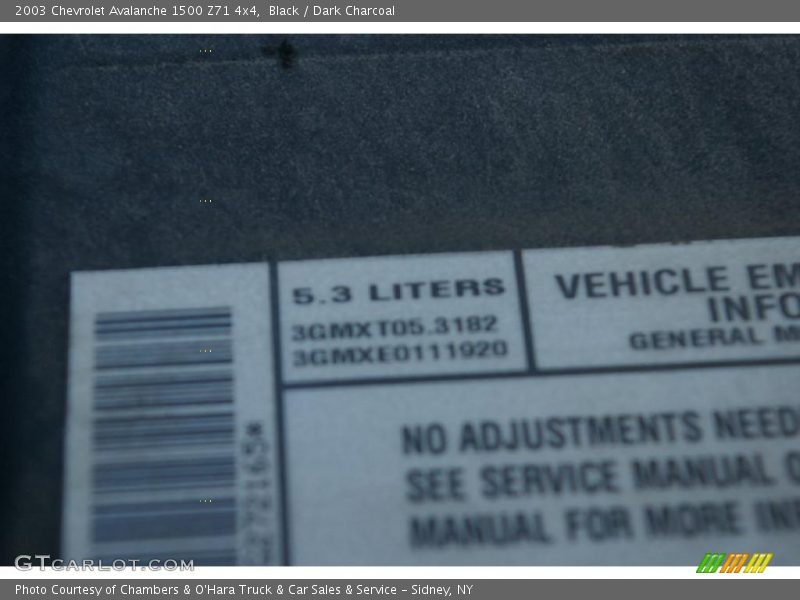 2003 Chevrolet Avalanche 1500 Z71 4x4, Black / Dark Charcoal
5.3 LITERS
3GMXT05.3182
3GMXE0111920
VEHICLE EM
INFO
GENERAL M
NO ADJUSTMENTS NEED
SEE SERVICE MANUAL
MANUAL FOR MORE IN
GTCARLOT.COM
Photo Courtesy of Chambers & O'Hara Truck & Car Sales & Service – Sidney, NY